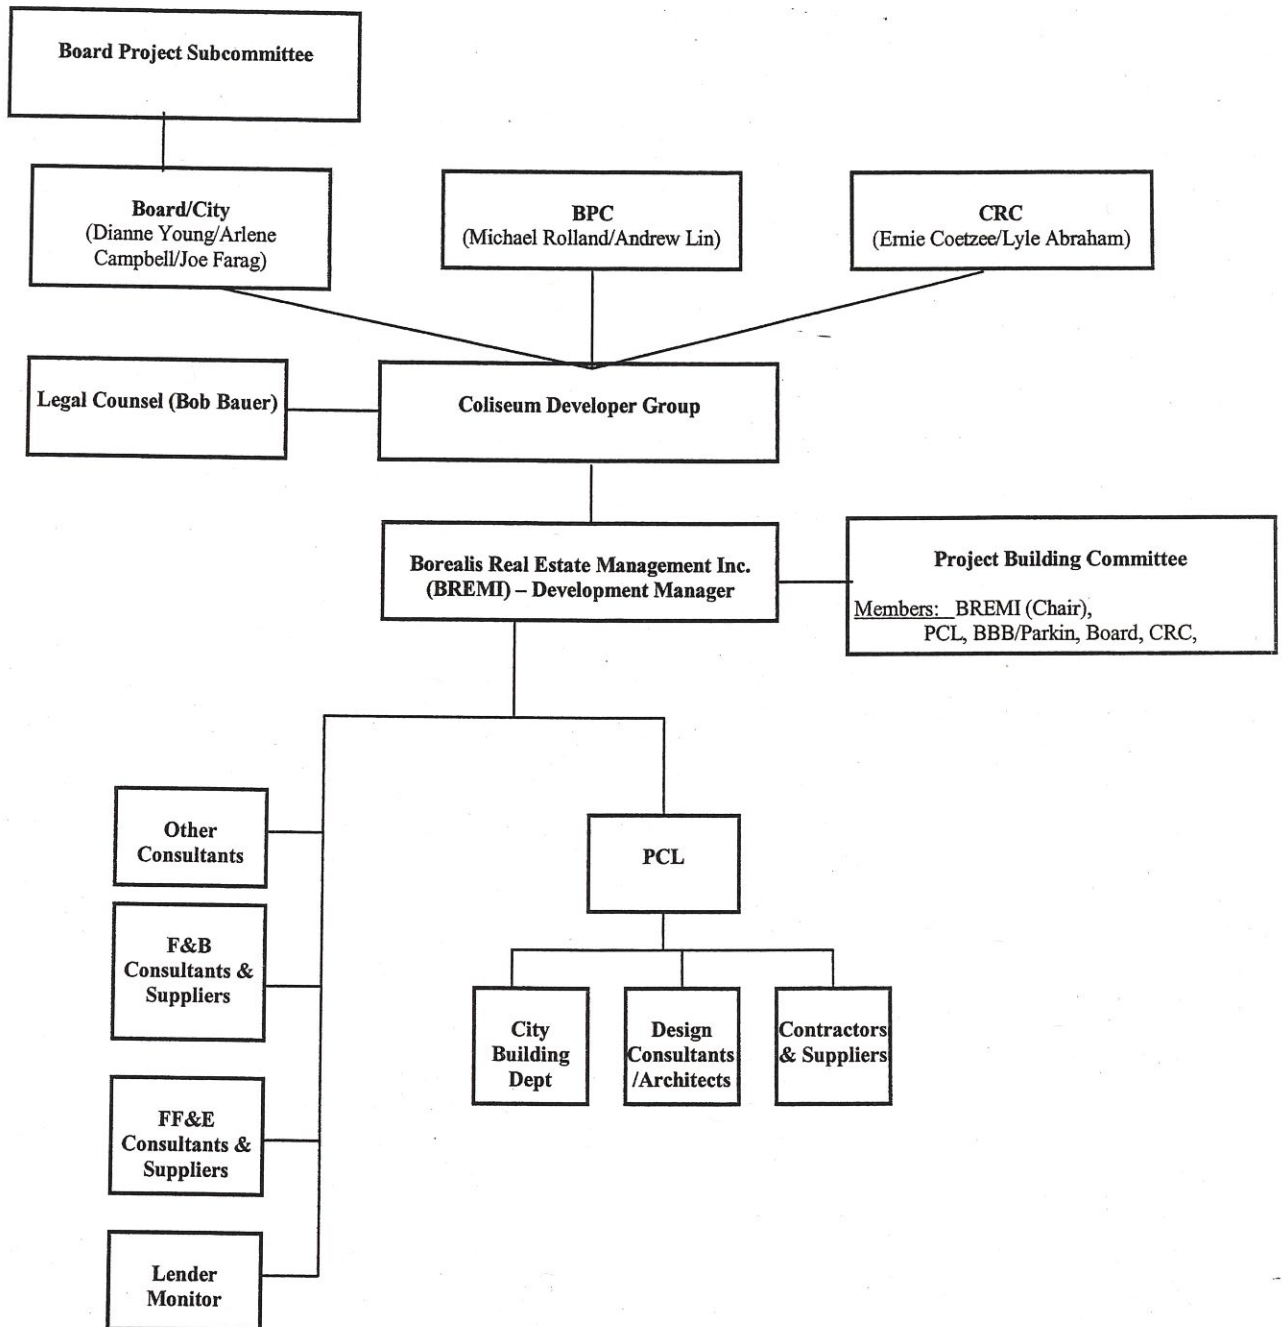 Board Project Subcommittee
Board/City
(Dianne Young/Arlene
Campbell/Joe Farag)
BPC
(Michael Rolland/Andrew Lin)
CRC
(Ernie Coetzee/Lyle Abraham)
Legal Counsel (Bob Bauer)
Coliseum Developer Group
Borealis Real Estate Management Inc.
(BREMI) – Development Manager
Project Building Committee
Members: BREMI (Chair),
PCL, BBB/Parkin, Board, CRC,
Other
Consultants
F&B
Consultants &
Suppliers
FF&E
Consultants &
Suppliers
Lender
Monitor
PCL
City
Building
Dept
Design
Consultants
/Architects
Contractors
& Suppliers